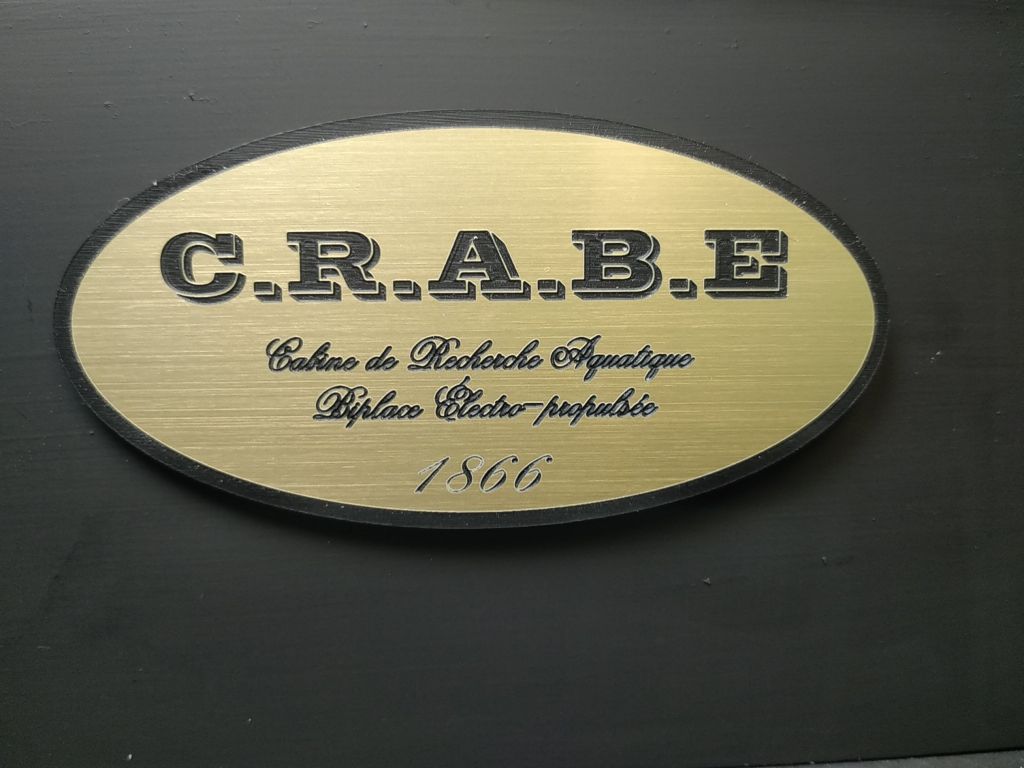 C.R.A.B.E
Cabine de Recherche Aquatique
Biplace Électro-propulsée
1866